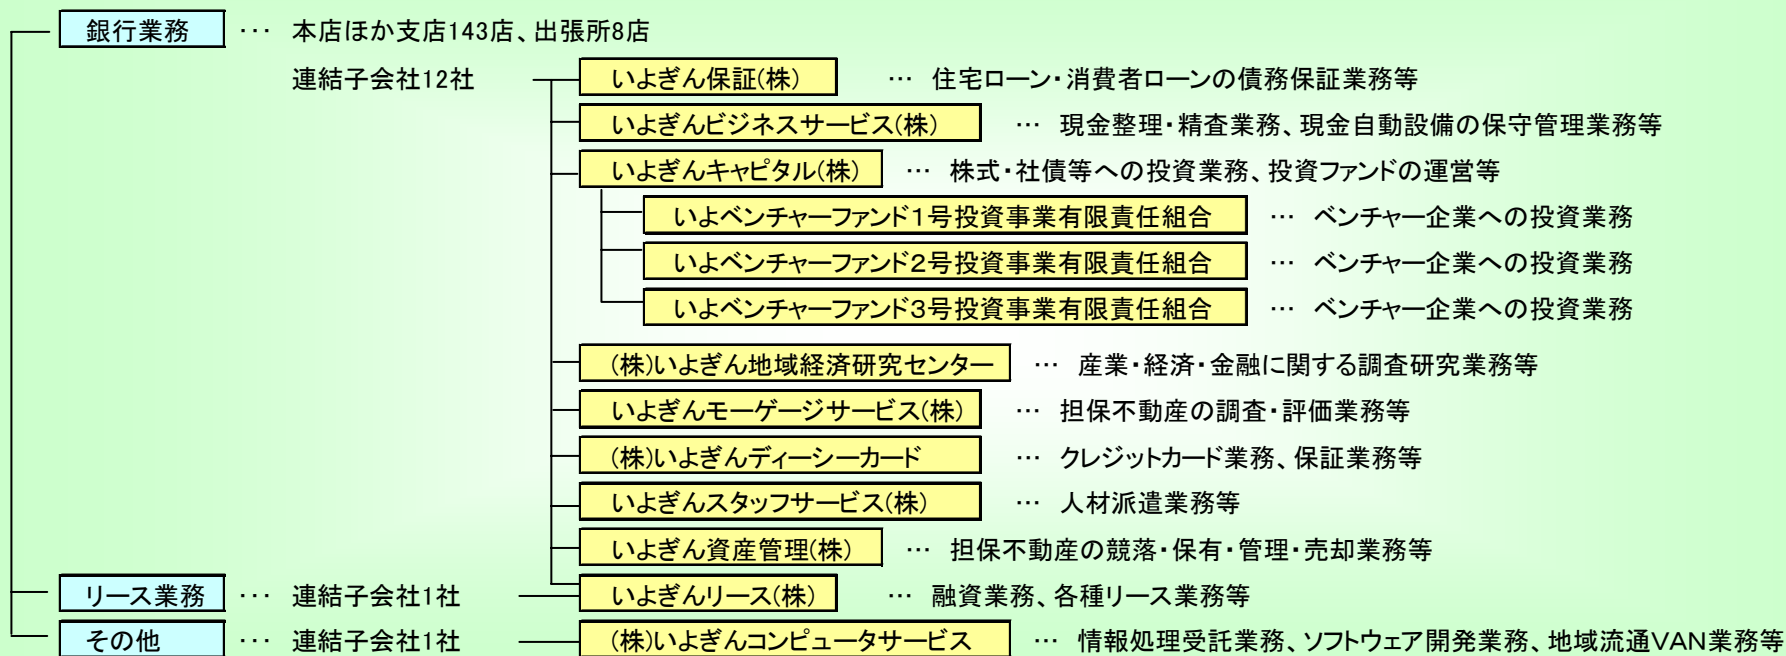 銀行業務 ··· 本店ほか支店143店、出張所8店
連結子会社12社 いよぎん保証(株) … 住宅ローン・消費者ローンの債務保証業務等
いよぎんビジネスサービス(株) … 現金整理・精査業務、現金自動設備の保守管理業務等
いよぎんキャピタル(株) … 株式・社債等への投資業務、投資ファンドの運営等
いよベンチャーファンド1号投資事業有限責任組合 … ベンチャー企業への投資業務
いよベンチャーファンド2号投資事業有限責任組合 … ベンチャー企業への投資業務
いよベンチャーファンド3号投資事業有限責任組合 … ベンチャー企業への投資業務
(株)いよぎん地域経済研究センター … 産業・経済・金融に関する調査研究業務等
いよぎんモーゲージサービス(株) … 担保不動産の調査・評価業務等
(株)いよぎんディーシーカード … クレジットカード業務、保証業務等
いよぎんスタッフサービス(株) … 人材派遣業務等
いよぎん資産管理(株) … 担保不動産の競落・保有・管理・売却業務等
リース業務 ··· 連結子会社1社 いよぎんリース(株) … 融資業務、各種リース業務等
その他 ··· 連結子会社1社 (株)いよぎんコンピュータサービス … 情報処理受託業務、ソフトウェア開発業務、地域流通VAN業務等